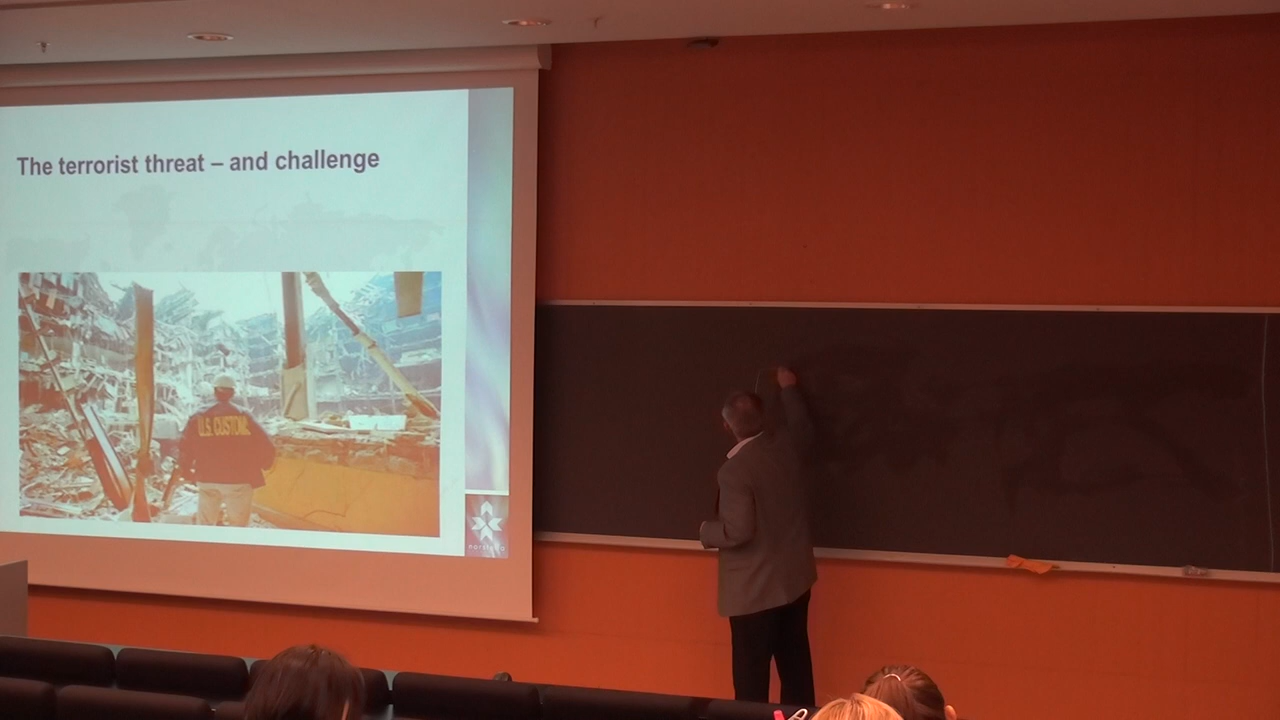 The terrorist threat – and challenge
U.S. CUSTOMS